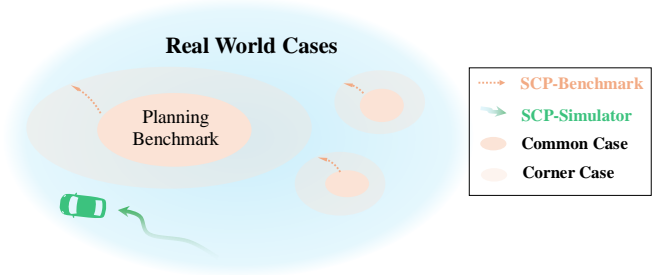 Real World Cases
Planning
Benchmark
SCP-Benchmark
SCP-Simulator
Common Case
Corner Case